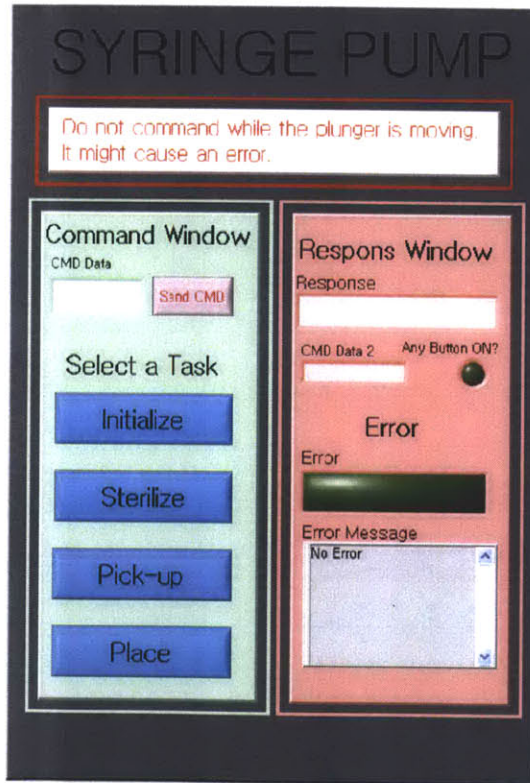 SYRINGE PUMP
Do not command while the plunger is moving.
It might cause an error.
Command Window
CMD Data
Send CMD
Select a Task
Initialize
Sterilize
Pick-up
Place
Respons Window
Response
CMD Data 2 Any Button ON?
Error
Error
Error Message
No Error